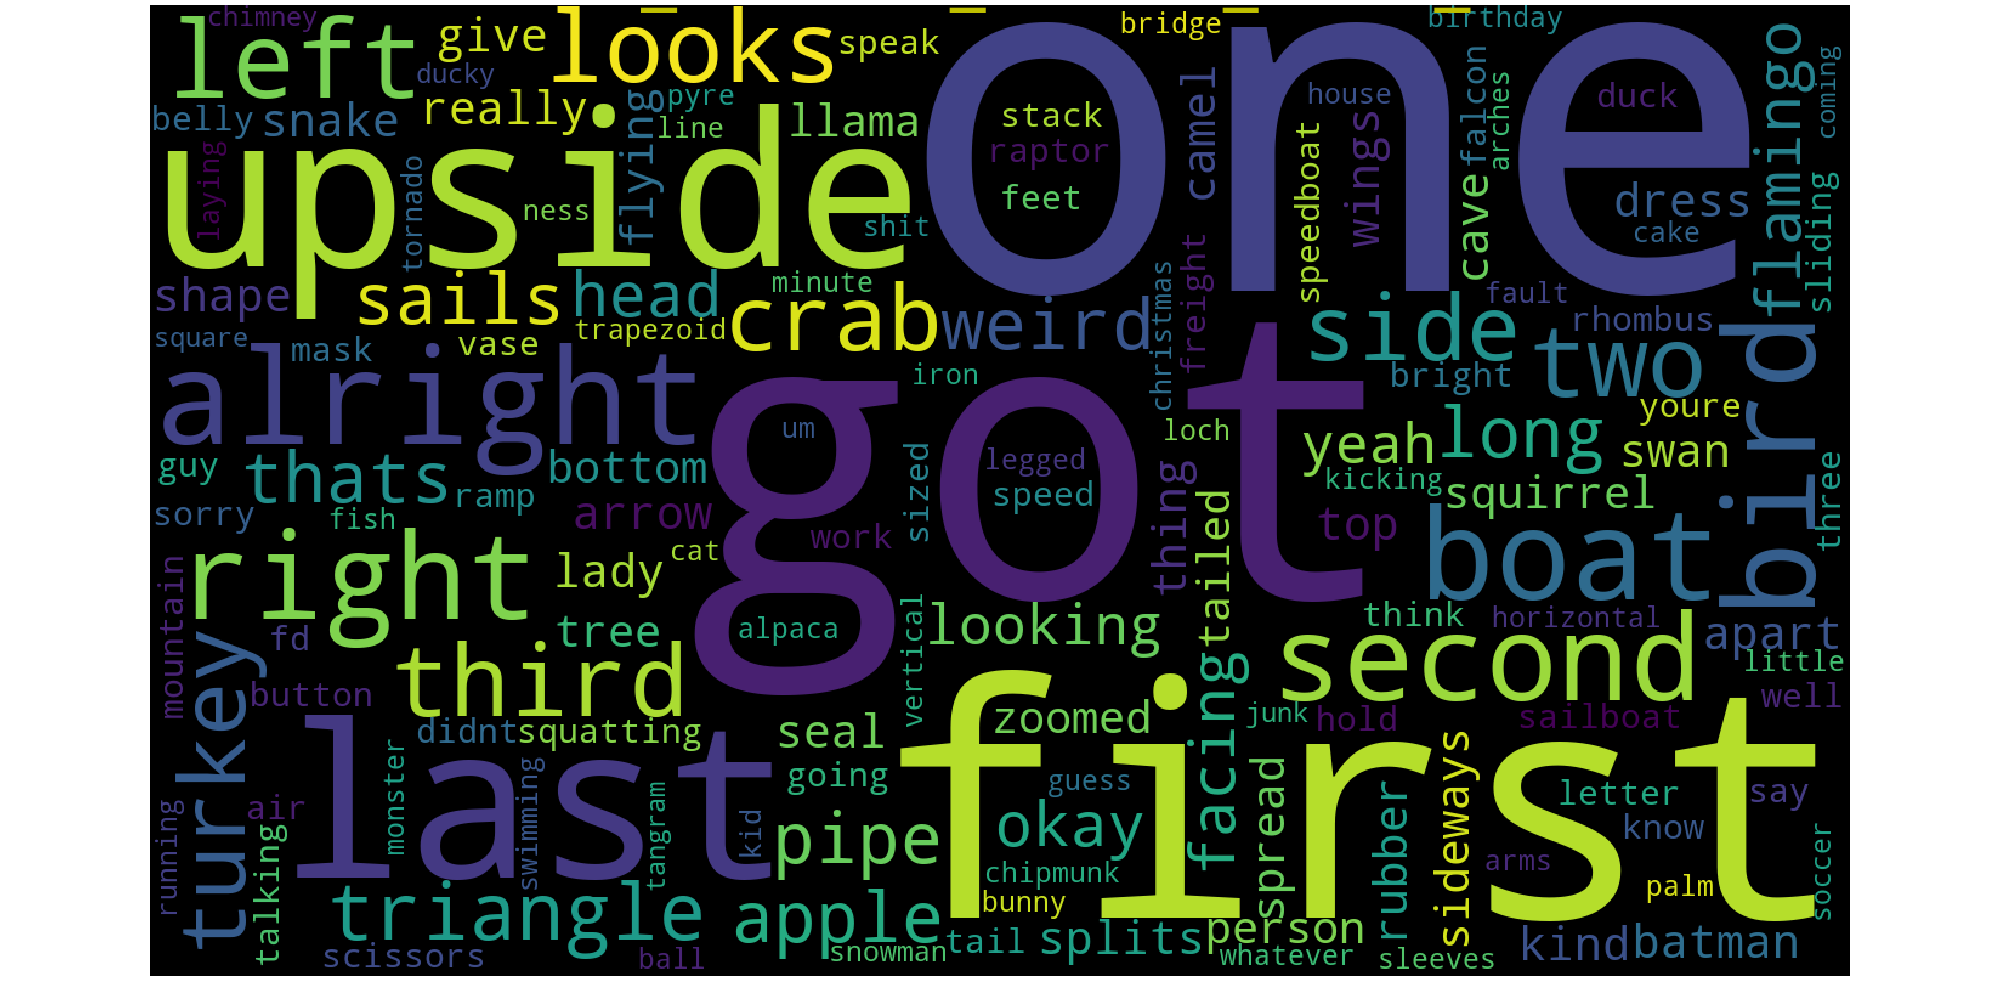 chimney
left
give
looks
speak
bridge
one
birthday
ducky
belly
snake
really
flying
pyre
line
llama
stack
raptor
feet
camel
house
wings
falcon
arches
duck
flamingo
coming
laying
upside
tornado
ness
shit
speedboat
cave
dress
cake
sliding
shape
sails
head
minute
crab
weird
christmas
freight
side
fault
rhombus
two
bird
square
mask
vase
trapezoid
iron
bright
alright
got
um
legged
speed
loch
yeah
long
youre
swan
guy
thats
ramp
bottom
sized
thing
kicking
squirrel
three
sorry
fish
arrow
cat
work
tailed
top
boat
right
lady
mountain
fd
tree
alpaca
vertical
looking
think
horizontal
apart
turkey
button
third
second
little
well
didnt
squatting
seal
zoomed
facing
junk
hold
sailboat
last
first
monster
swimming
going
guess
spread
sideways
letter
say
running
air
talking
tangram
kid
pipe
okay
rubber
know
soccer
chipmunk
arms
palm
triangle
apple
bunny
person
scissors
ball
snowman
tail
splits
whatever
sleeves
kind
batman